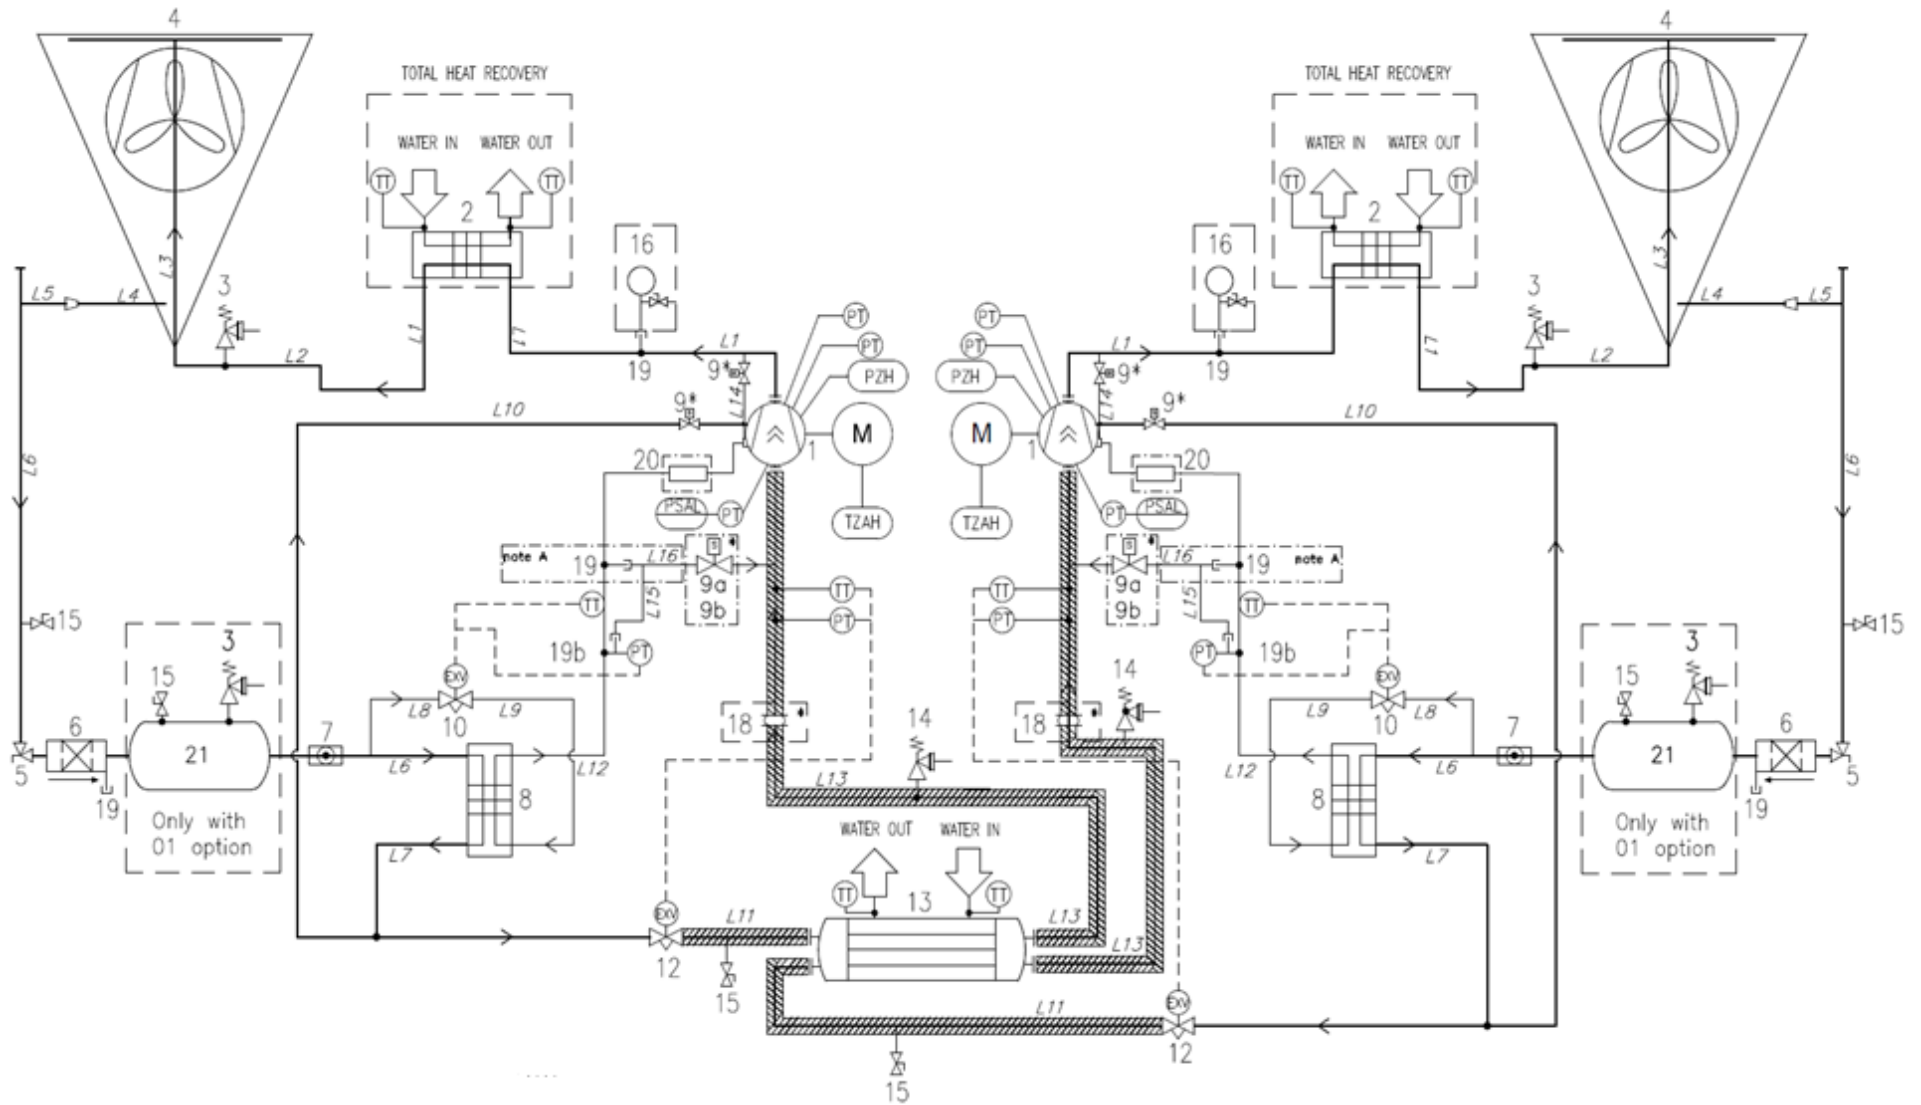 4
4
TOTAL HEAT RECOVERY
TOTAL HEAT RECOVERY
WATER IN WATER OUT
WATER IN WATER OUT
TT TT
TT TT
2
2
16
16
L3
L3
3
3
L5 L4
L4 L5
L1
L7
L1
L1
L7
PT
PT
PT
PT
L2
L2
19
19
9*
9*
PZH
PZH
L14
L14
9*
9*
L10
L10
M
M
1
1
20
20
L6
L6
PSAL PT
PT PSAL
TZAH
TZAH
note A
19
L16
S
*
S
*
L16
19
note A
9a
9b
9a
9b
L15
L15
TT
TT
TT
TT
PT
PT
15
15
19b
PT
PT
19b
3
3
15
15
EXV
EXV
14
14
L8
10
L9
L9
10
L8
18 *
18 *
6
6
7
7
21
21
5
5
L6
L6
L12
L12
19
19
8
8
L13
Only with
01 option
Only with
01 option
WATER OUT WATER IN
L7
L7
TT
13
TT
EXV
L11
L13
L13
12
15
EXV
L11
12
15